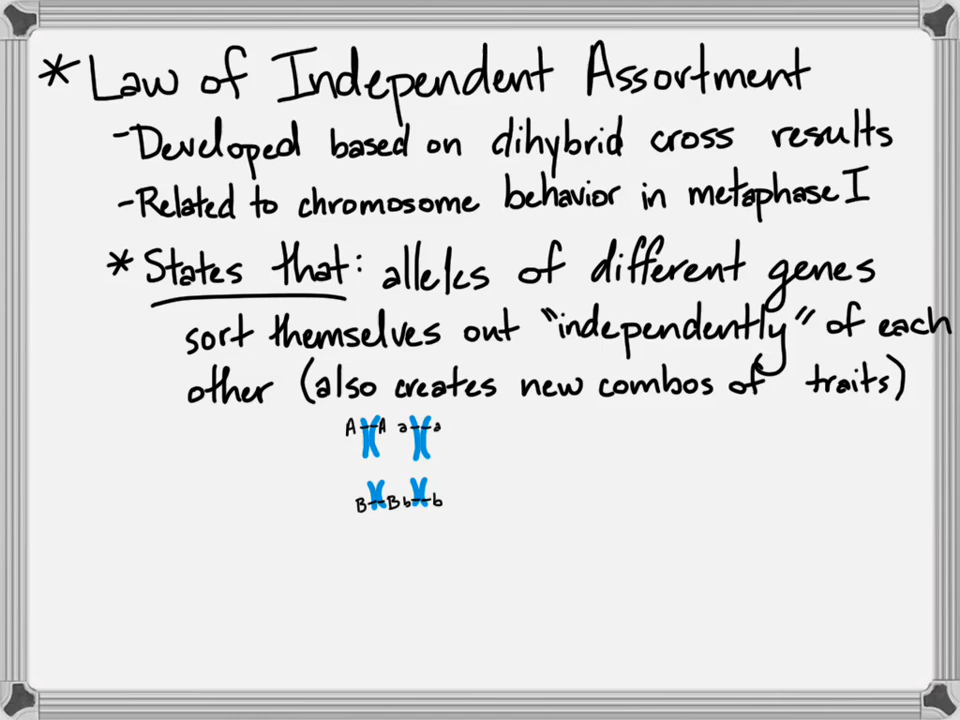 * Law of Independent Assortment
- Developed based on dihybrid cross results
- Related to chromosome behavior in metaphase I
* States that: alleles of different genes
sort themselves out "independently" of each
other (also creates new combos of traits)
A A a a
B B b b